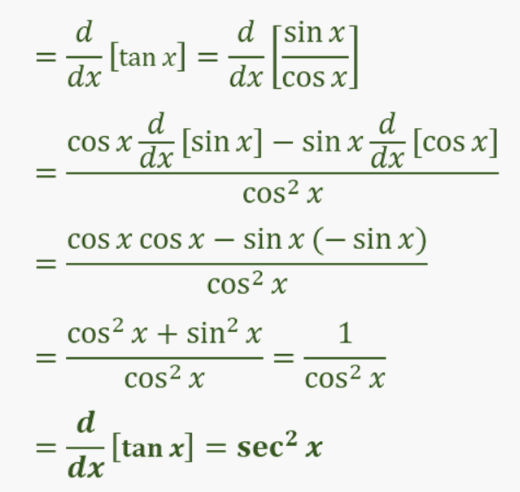 = d/dx [tan x] = d/dx [sin x / cos x]
= (cos x d/dx [sin x] − sin x d/dx [cos x]) / cos² x
= (cos x cos x − sin x (− sin x)) / cos² x
= (cos² x + sin² x) / cos² x = 1 / cos² x
= d/dx [tan x] = sec² x